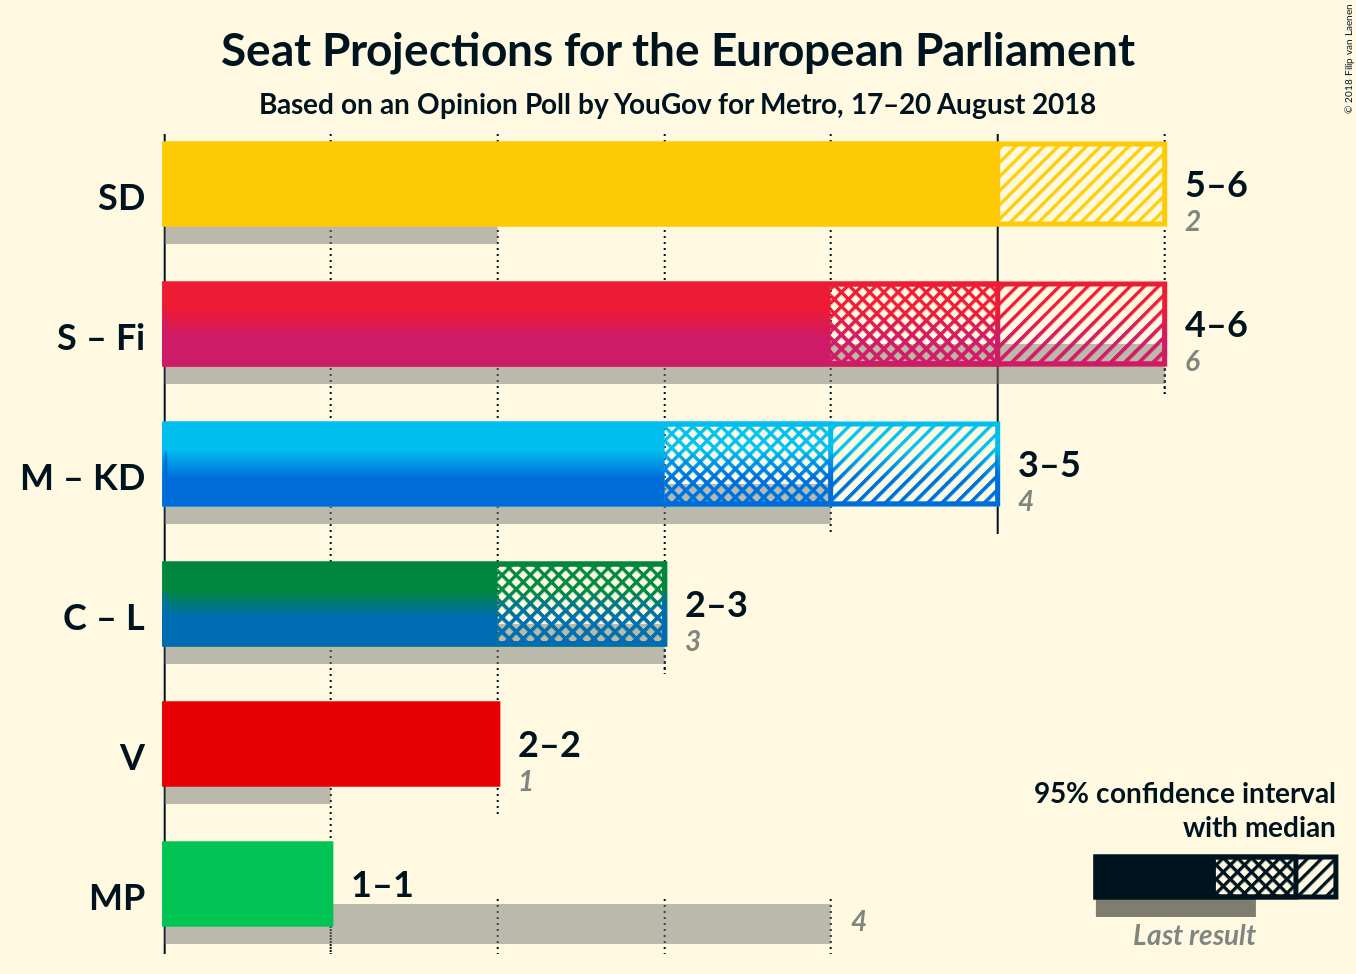 Seat Projections for the European Parliament
Based on an Opinion Poll by YouGov for Metro, 17–20 August 2018
© 2018 Filip van Laenen
SD
5–6
2
S – Fi
4–6
6
M – KD
3–5
4
C – L
2–3
3
V
2–2
1
MP
1–1
4
95% confidence interval
with median
Last result